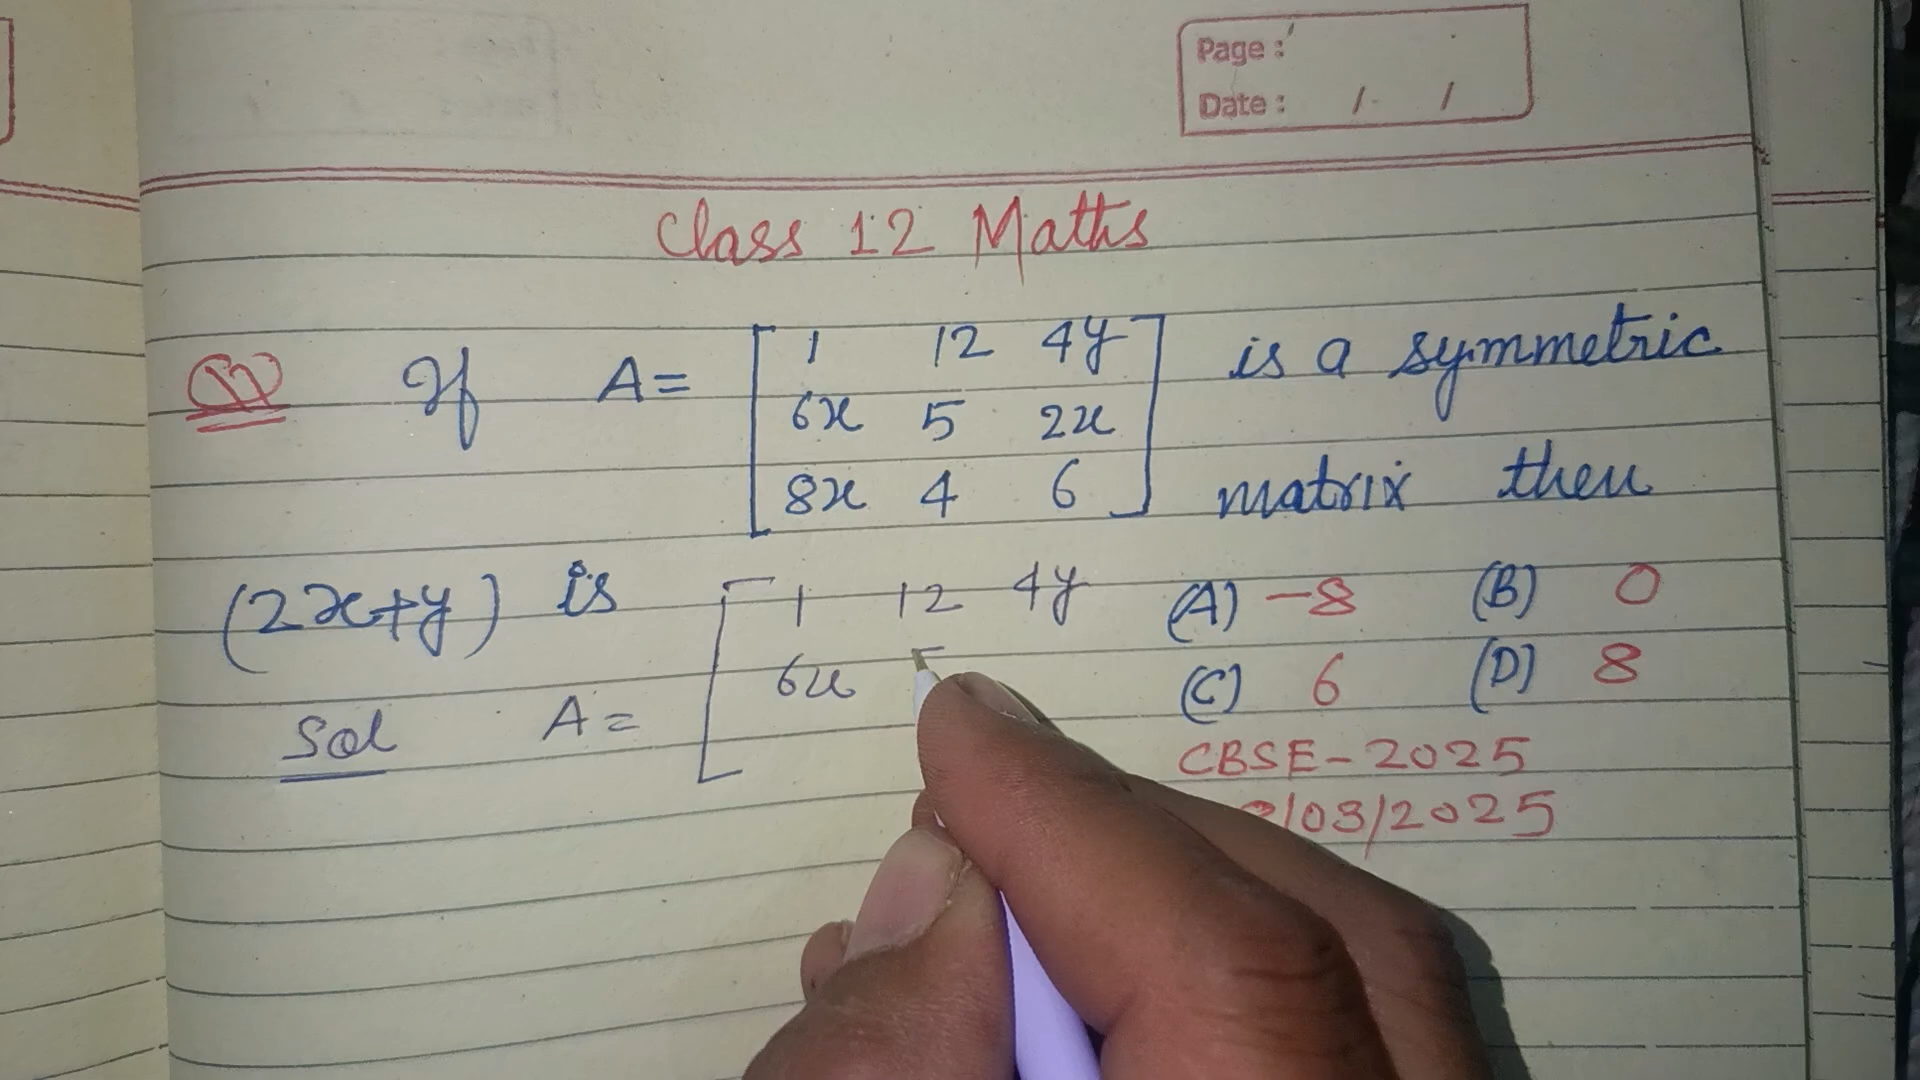 Page :
Date : / /
Class 12 Maths
Q If A = [ 1 12 4y is a symmetric
6x 5 2x
8x 4 6 ] matrix then
(2x+y) is (A) -8 (B) 0
(C) 6 (D) 8
Sol A = [ 1 12 4y
6x
CBSE-2025
/03/2025